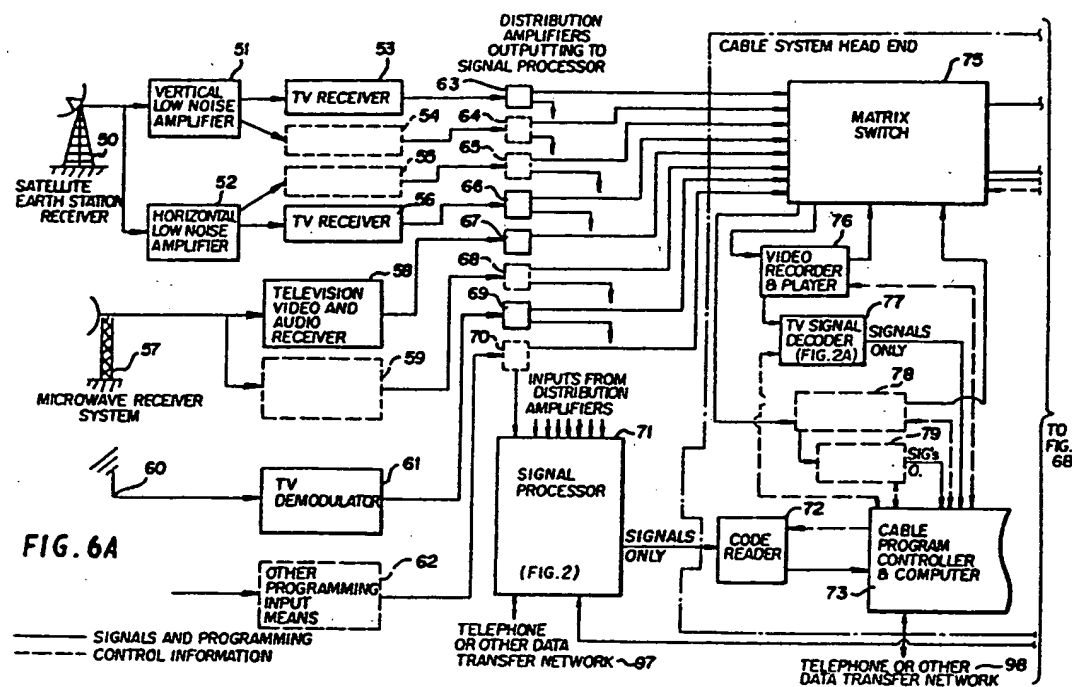 DISTRIBUTION
AMPLIFIERS
OUTPUTTING TO
SIGNAL PROCESSOR
CABLE SYSTEM HEAD END
51
VERTICAL
LOW NOISE
AMPLIFIER
53
TV RECEIVER
54
55
50
SATELLITE
EARTH STATION
RECEIVER
52
HORIZONTAL
LOW NOISE
AMPLIFIER
TV RECEIVER
56
63
64
65
66
67
68
69
70
75
MATRIX
SWITCH
58
TELEVISION
VIDEO AND
AUDIO
RECEIVER
59
57
MICROWAVE RECEIVER
SYSTEM
76
VIDEO
RECORDER
& PLAYER
77
TV SIGNAL
DECODER
(FIG.2A)
SIGNALS
ONLY
78
79
SIG's
O.
TO
FIG.
6B
INPUTS FROM
DISTRIBUTION
AMPLIFIERS
71
SIGNAL
PROCESSOR
(FIG.2)
SIGNALS
ONLY
72
CODE
READER
CABLE
PROGRAM
CONTROLLER
& COMPUTER
73
60
61
TV
DEMODULATOR
FIG. 6A
62
OTHER
PROGRAMMING
INPUT
MEANS
SIGNALS AND PROGRAMMING
CONTROL INFORMATION
TELEPHONE
OR OTHER DATA
TRANSFER NETWORK 97
TELEPHONE OR OTHER
DATA TRANSFER NETWORK 98